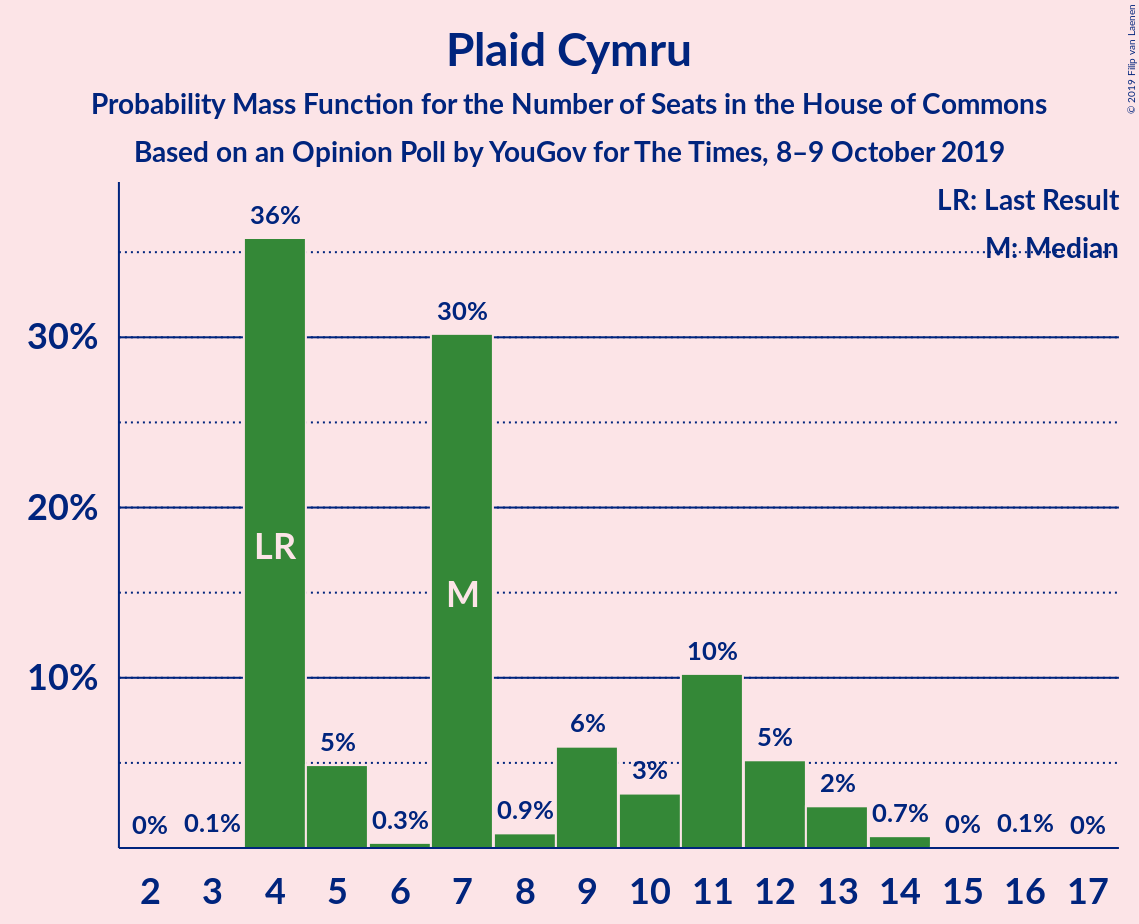 Plaid Cymru
Probability Mass Function for the Number of Seats in the House of Commons
Based on an Opinion Poll by YouGov for The Times, 8–9 October 2019
© 2019 Filip van Laenen
LR: Last Result
M: Median
36%
30%
30%
20%
LR
M
10%
10%
6%
5%
5%
3%
2%
0.9%
0.7%
0.3%
0%
0.1%
0%
0.1%
0%
2 3 4 5 6 7 8 9 10 11 12 13 14 15 16 17